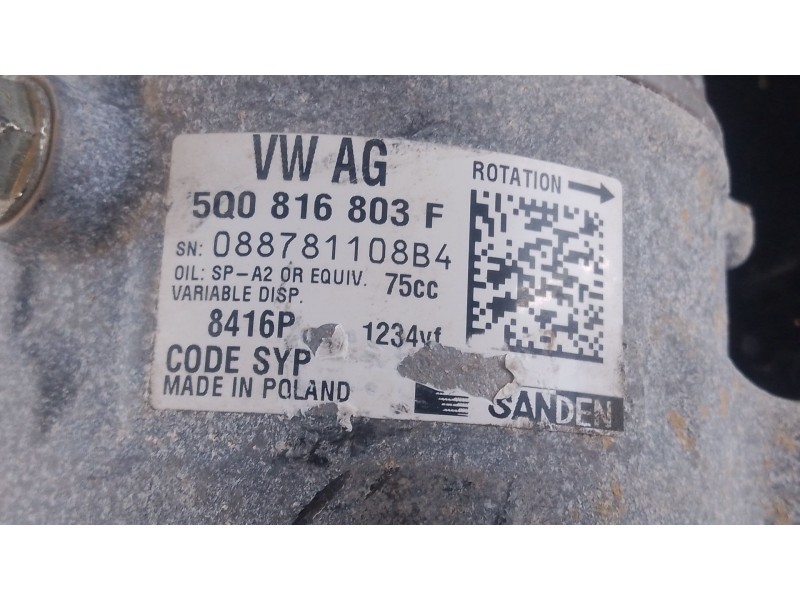 VW AG
ROTATION
5Q0 816 803 F
SN: 088781108B4
OIL: SP-A2 OR EQUIV. 75cc
VARIABLE DISP.
8416P 1234yf
CODE SYP
MADE IN POLAND
SANDEN